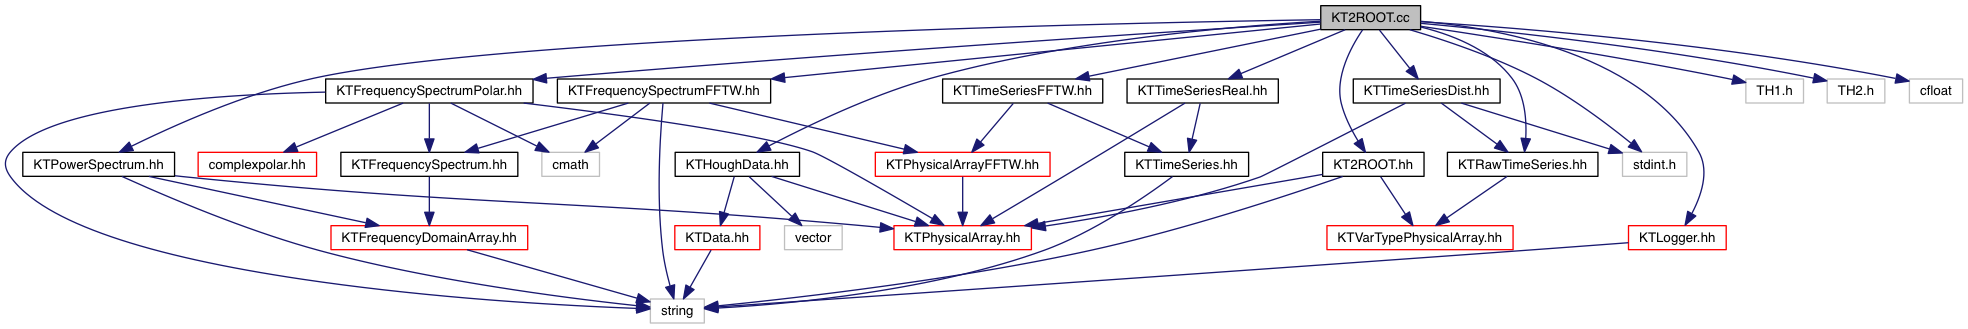 KT2ROOT.cc
KTFrequencySpectrumPolar.hh
KTFrequencySpectrumFFTW.hh
KTTimeSeriesFFTW.hh
KTTimeSeriesReal.hh
KTTimeSeriesDist.hh
TH1.h
TH2.h
cfloat
KTPowerSpectrum.hh
complexpolar.hh
KTFrequencySpectrum.hh
cmath
KTHoughData.hh
KTPhysicalArrayFFTW.hh
KTTimeSeries.hh
KT2ROOT.hh
KTRawTimeSeries.hh
stdint.h
KTFrequencyDomainArray.hh
KTData.hh
vector
KTPhysicalArray.hh
KTVarTypePhysicalArray.hh
KTLogger.hh
string